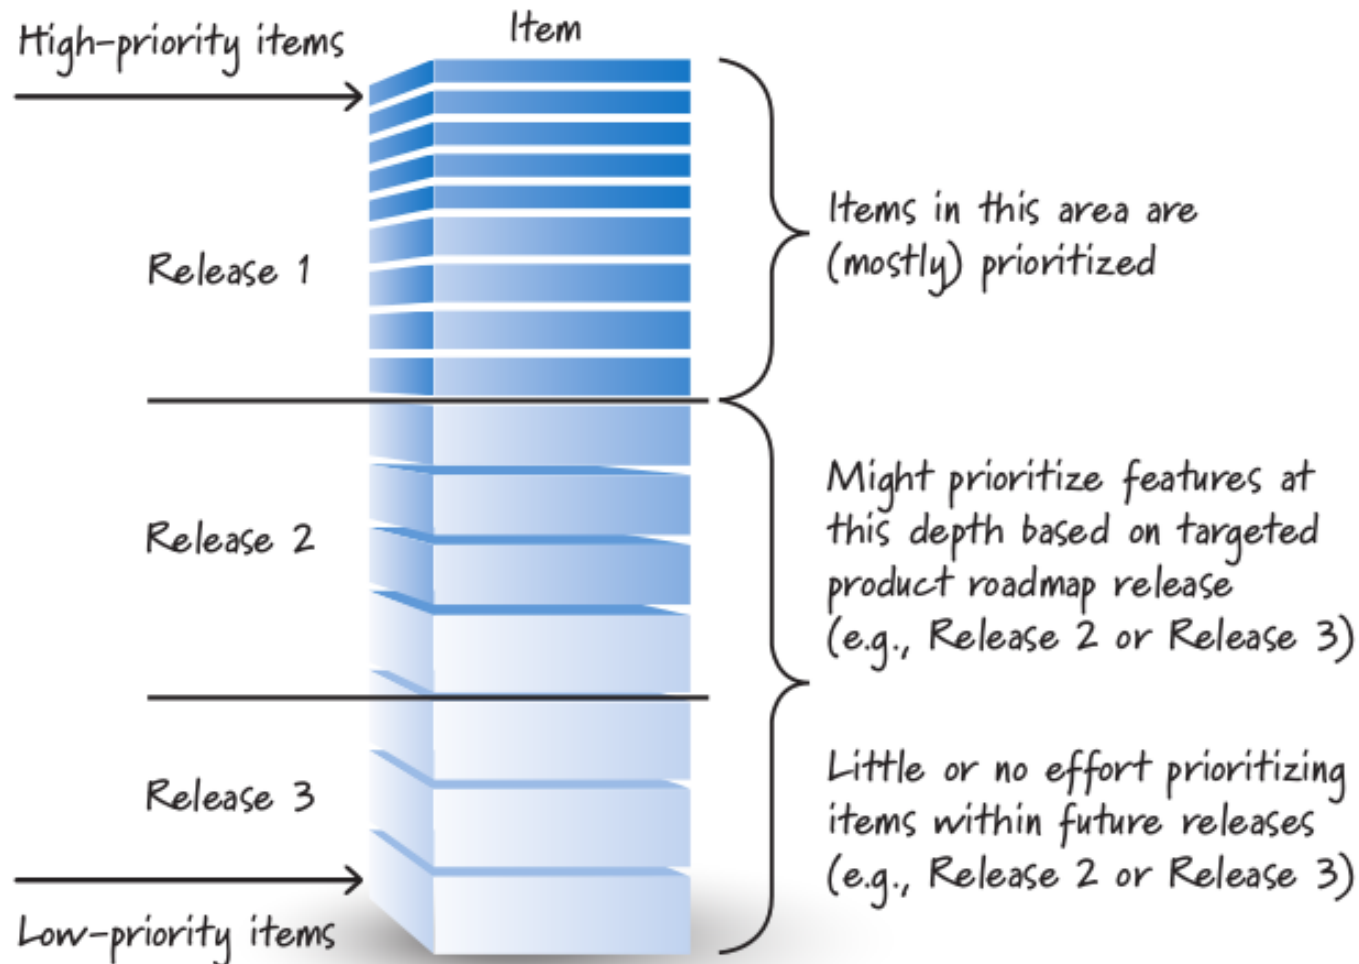 High-priority items
Item
Items in this area are
(mostly) prioritized
Release 1
Release 2
Might prioritize features at
this depth based on targeted
product roadmap release
(e.g., Release 2 or Release 3)
Release 3
Little or no effort prioritizing
items within future releases
(e.g., Release 2 or Release 3)
Low-priority items